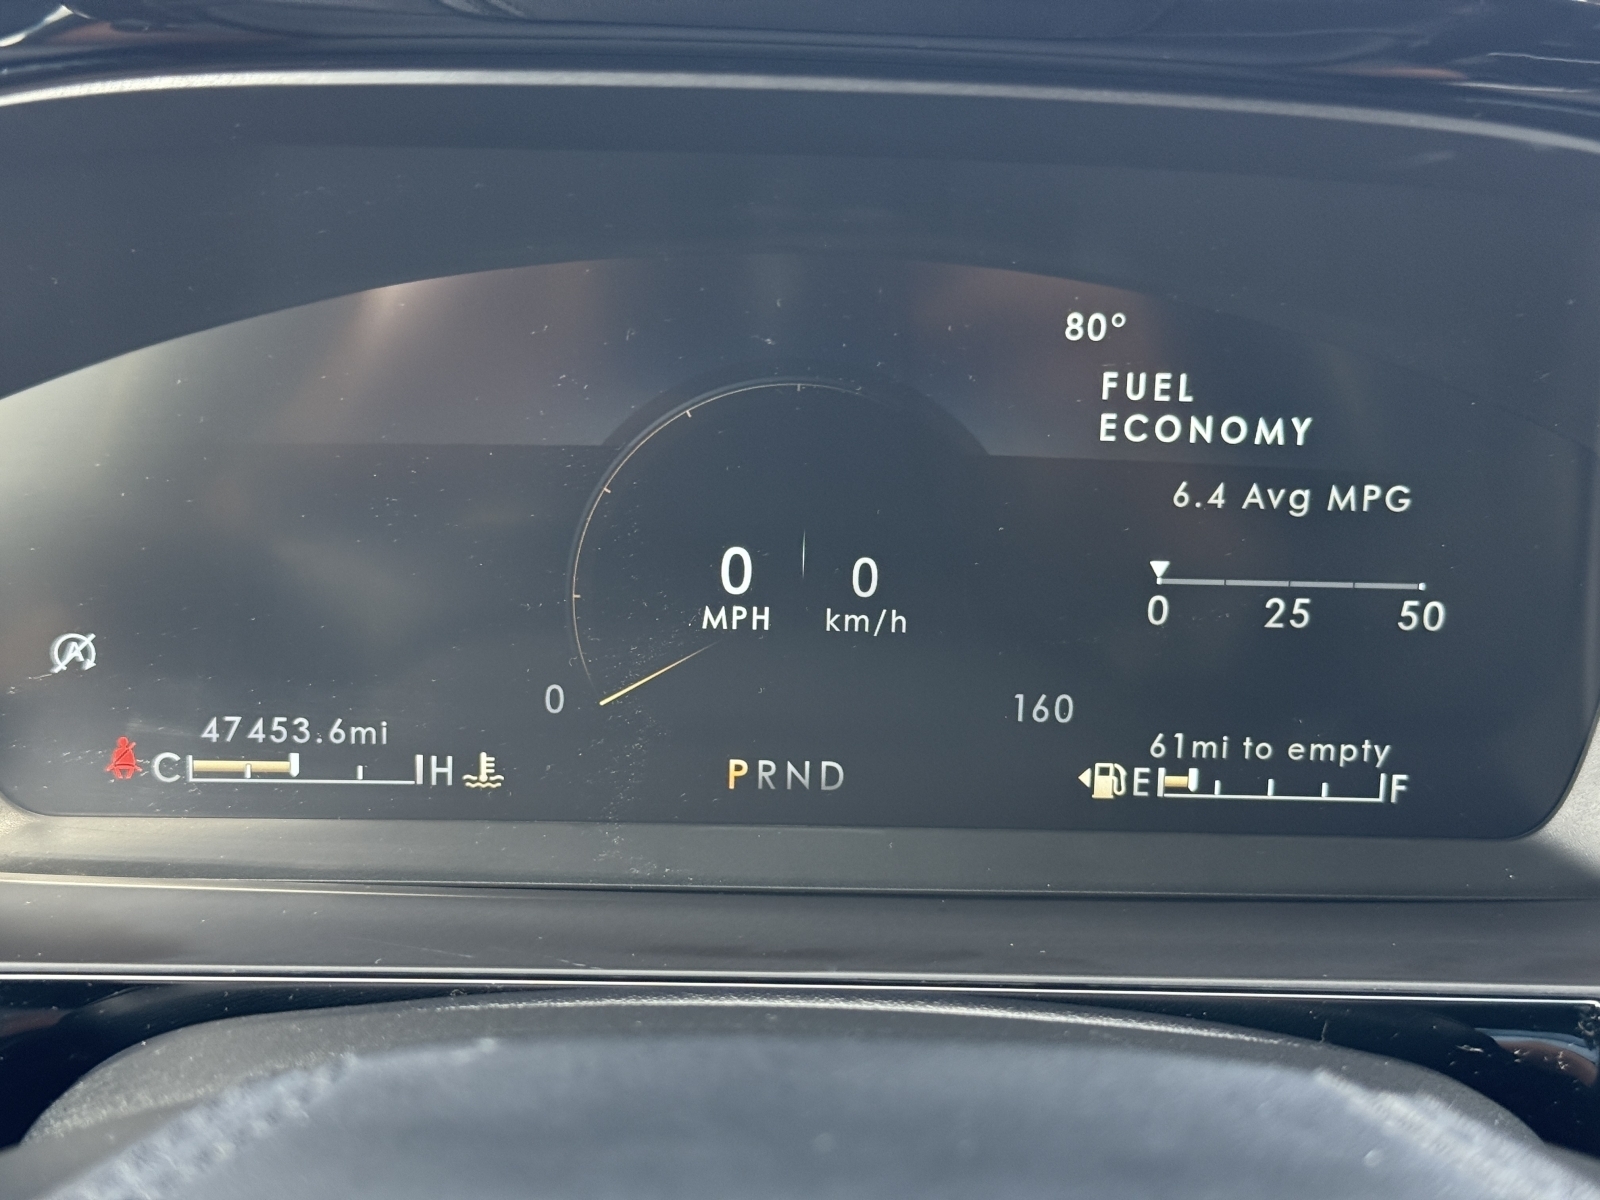 80°
FUEL
ECONOMY
6.4 Avg MPG
0 MPH
0 km/h
0 25 50
0
160
47453.6mi
C H
PRND
61mi to empty
E F
A